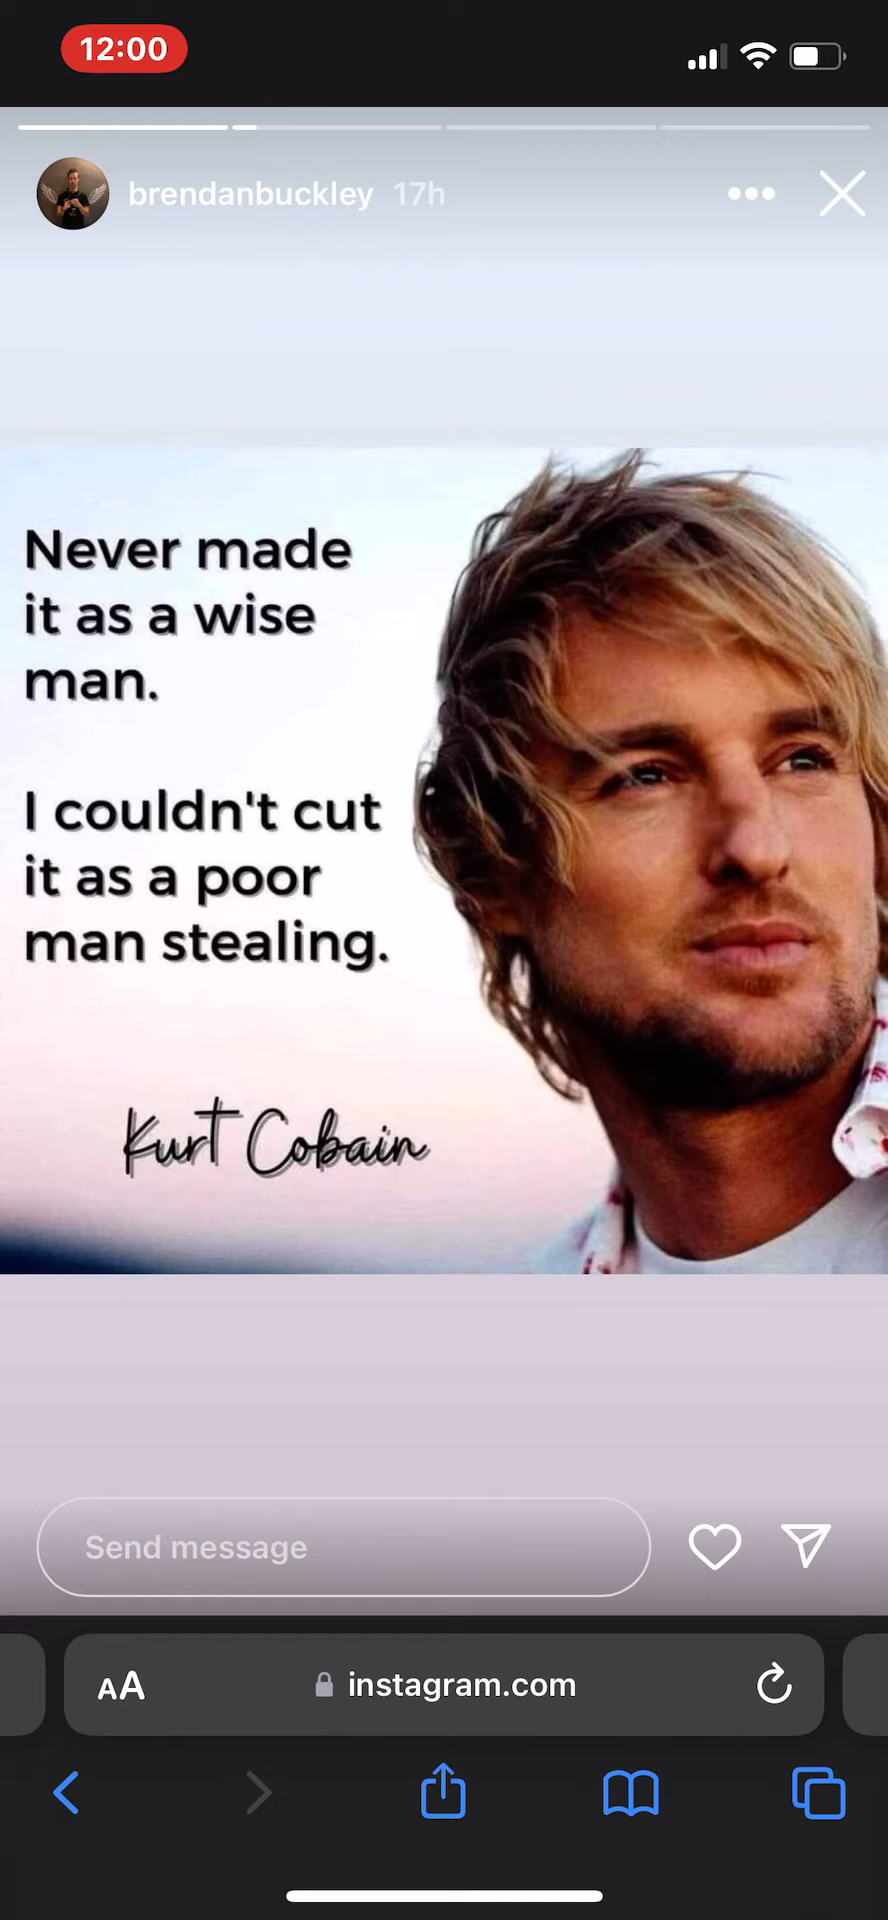 12:00
brendanbuckley 17h
Never made
it as a wise
man.
I couldn't cut
it as a poor
man stealing.
Kurt Cobain
Send message
AA instagram.com